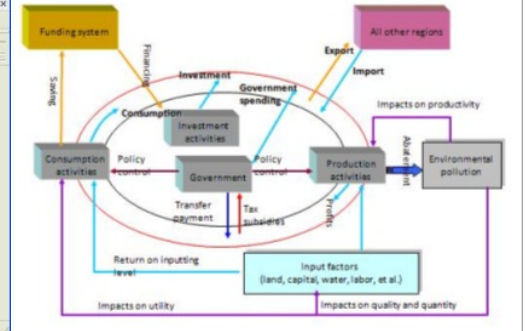 Funding system
All other regions
Export
Import
Financing
Investment
Government
spending
Saving
Consumption
Investment
activities
Impacts on productivity
Consumption
activities
Policy
control
Government
Policy
control
Production
activities
Abatement
Environmental
pollution
Transfer
payment
Tax
subsidies
Profits
Return on inputting
level
Input factors
(land, capital, water, labor, et al.)
Impacts on utility
Impacts on quality and quantity